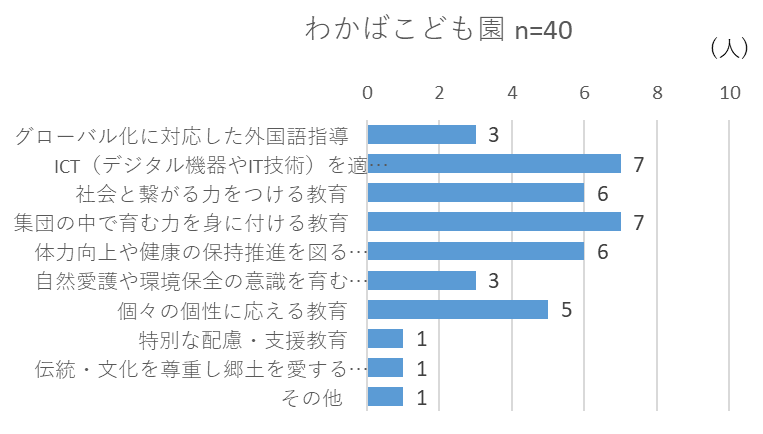 わかばこども園 n=40
（人）
0 2 4 6 8 10
グローバル化に対応した外国語指導 3
ICT（デジタル機器やIT技術）を適… 7
社会と繋がる力をつける教育 6
集団の中で育む力を身に付ける教育 7
体力向上や健康の保持推進を図る… 6
自然愛護や環境保全の意識を育む… 3
個々の個性に応える教育 5
特別な配慮・支援教育 1
伝統・文化を尊重し郷土を愛する… 1
その他 1